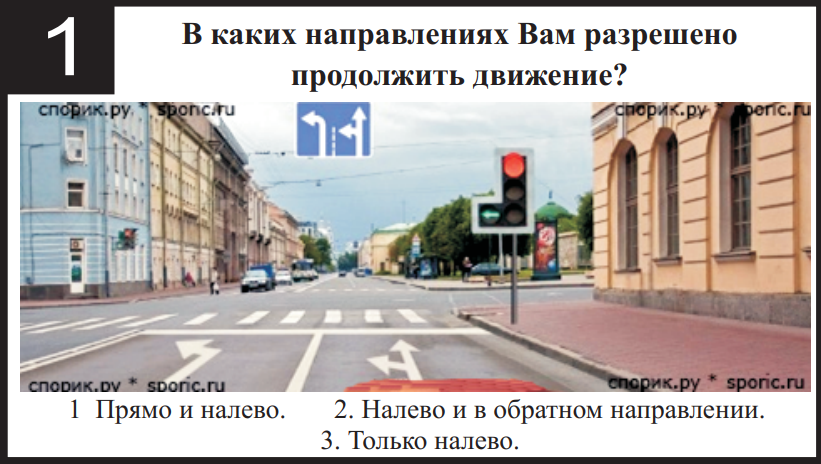 1
В каких направлениях Вам разрешено
продолжить движение?
спорик.ру * sporic.ru
спорик.ру * sporic.ru
спорик.ру * sporic.ru
спорик.ру * sporic.ru
1 Прямо и налево. 2. Налево и в обратном направлении.
3. Только налево.